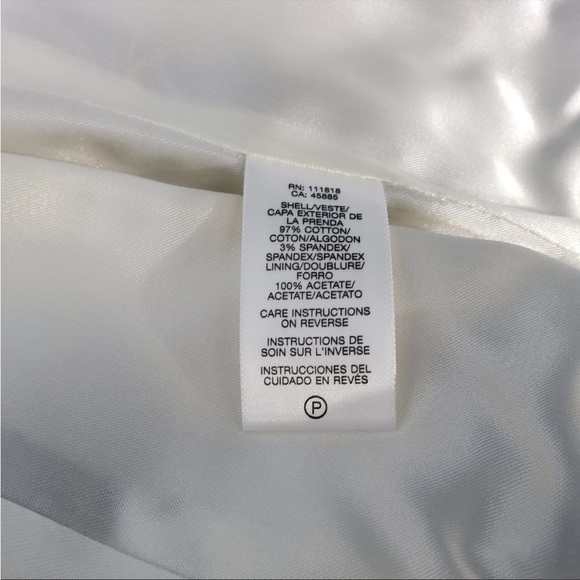 RN: 111818
CA: 45885
SHELL/VESTE/
CAPA EXTERIOR DE
LA PRENDA
97% COTTON/
COTON/ALGODON
3% SPANDEX/
SPANDEX/SPANDEX
LINING/DOUBLURE/
FORRO
100% ACETATE/
ACETATE/ACETATO
CARE INSTRUCTIONS
ON REVERSE
INSTRUCTIONS DE
SOIN SUR L'INVERSE
INSTRUCCIONES DEL
CUIDADO EN REVÉS
P